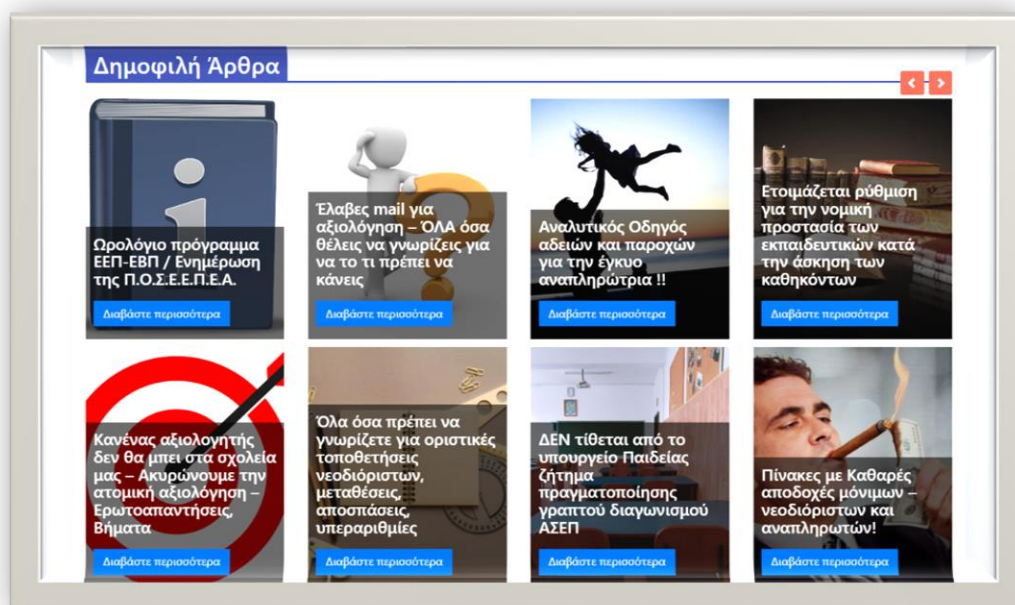 Δημοφιλή Άρθρα
Ωρολόγιο πρόγραμμα
ΕΕΠ-ΕΒΠ / Ενημέρωση
της Π.Ο.Σ.Ε.Ε.Π.Ε.Α.
Διαβάστε περισσότερα
Έλαβες mail για
αξιολόγηση – ΌΛΑ όσα
θέλεις να γνωρίζεις για
να το τι πρέπει να
κάνεις
Διαβάστε περισσότερα
Αναλυτικός Οδηγός
αδειών και παροχών
για την έγκυο
αναπληρώτρια !!
Διαβάστε περισσότερα
Ετοιμάζεται ρύθμιση
για την νομική
προστασία των
εκπαιδευτικών κατά
την άσκηση των
καθηκόντων
Διαβάστε περισσότερα
Κανένας αξιολογητής
δεν θα μπει στα σχολεία
μας – Ακυρώνουμε την
ατομική αξιολόγηση –
Ερωτοαπαντήσεις,
Βήματα
Διαβάστε περισσότερα
Όλα όσα πρέπει να
γνωρίζετε για οριστικές
τοποθετήσεις
νεοδιόριστων,
μεταθέσεις,
αποσπάσεις,
υπεραριθμίες
Διαβάστε περισσότερα
ΔΕΝ τίθεται από το
υπουργείο Παιδείας
ζήτημα
πραγματοποίησης
γραπτού διαγωνισμού
ΑΣΕΠ
Διαβάστε περισσότερα
Πίνακες με Καθαρές
αποδοχές μόνιμων –
νεοδιόριστων και
αναπληρωτών!
Διαβάστε περισσότερα